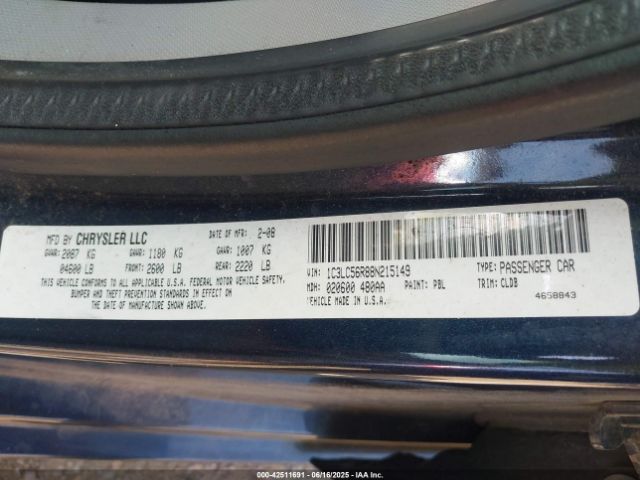 MFD BY CHRYSLER LLC DATE OF MFR: 2-08
GVWR: 2087 KG GAWR: 1180 KG GAWR: 1007 KG
04600 LB FRONT: 2600 LB REAR: 2220 LB
THIS VEHICLE CONFORMS TO ALL APPLICABLE U.S.A. FEDERAL MOTOR VEHICLE SAFETY,
BUMPER AND THEFT PREVENTION STANDARDS IN EFFECT ON
THE DATE OF MANUFACTURE SHOWN ABOVE.
VIN: 1C3LC56R88N215149 TYPE: PASSENGER CAR
MDH: 020600 480AA PAINT: PBL TRIM: CLDB
VEHICLE MADE IN U.S.A. 4658843
000-42511691 - 06/16/2025 - IAA Inc.